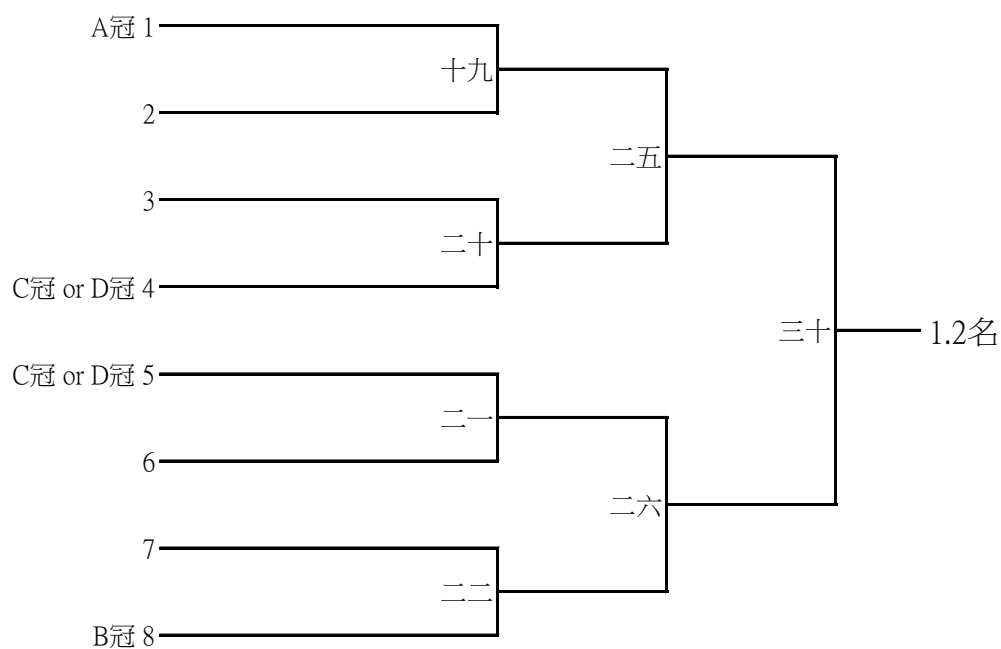 A冠 1
十九
2
二五
3
二十
C冠 or D冠 4
三十
1.2名
C冠 or D冠 5
二一
6
二六
7
二二
B冠 8